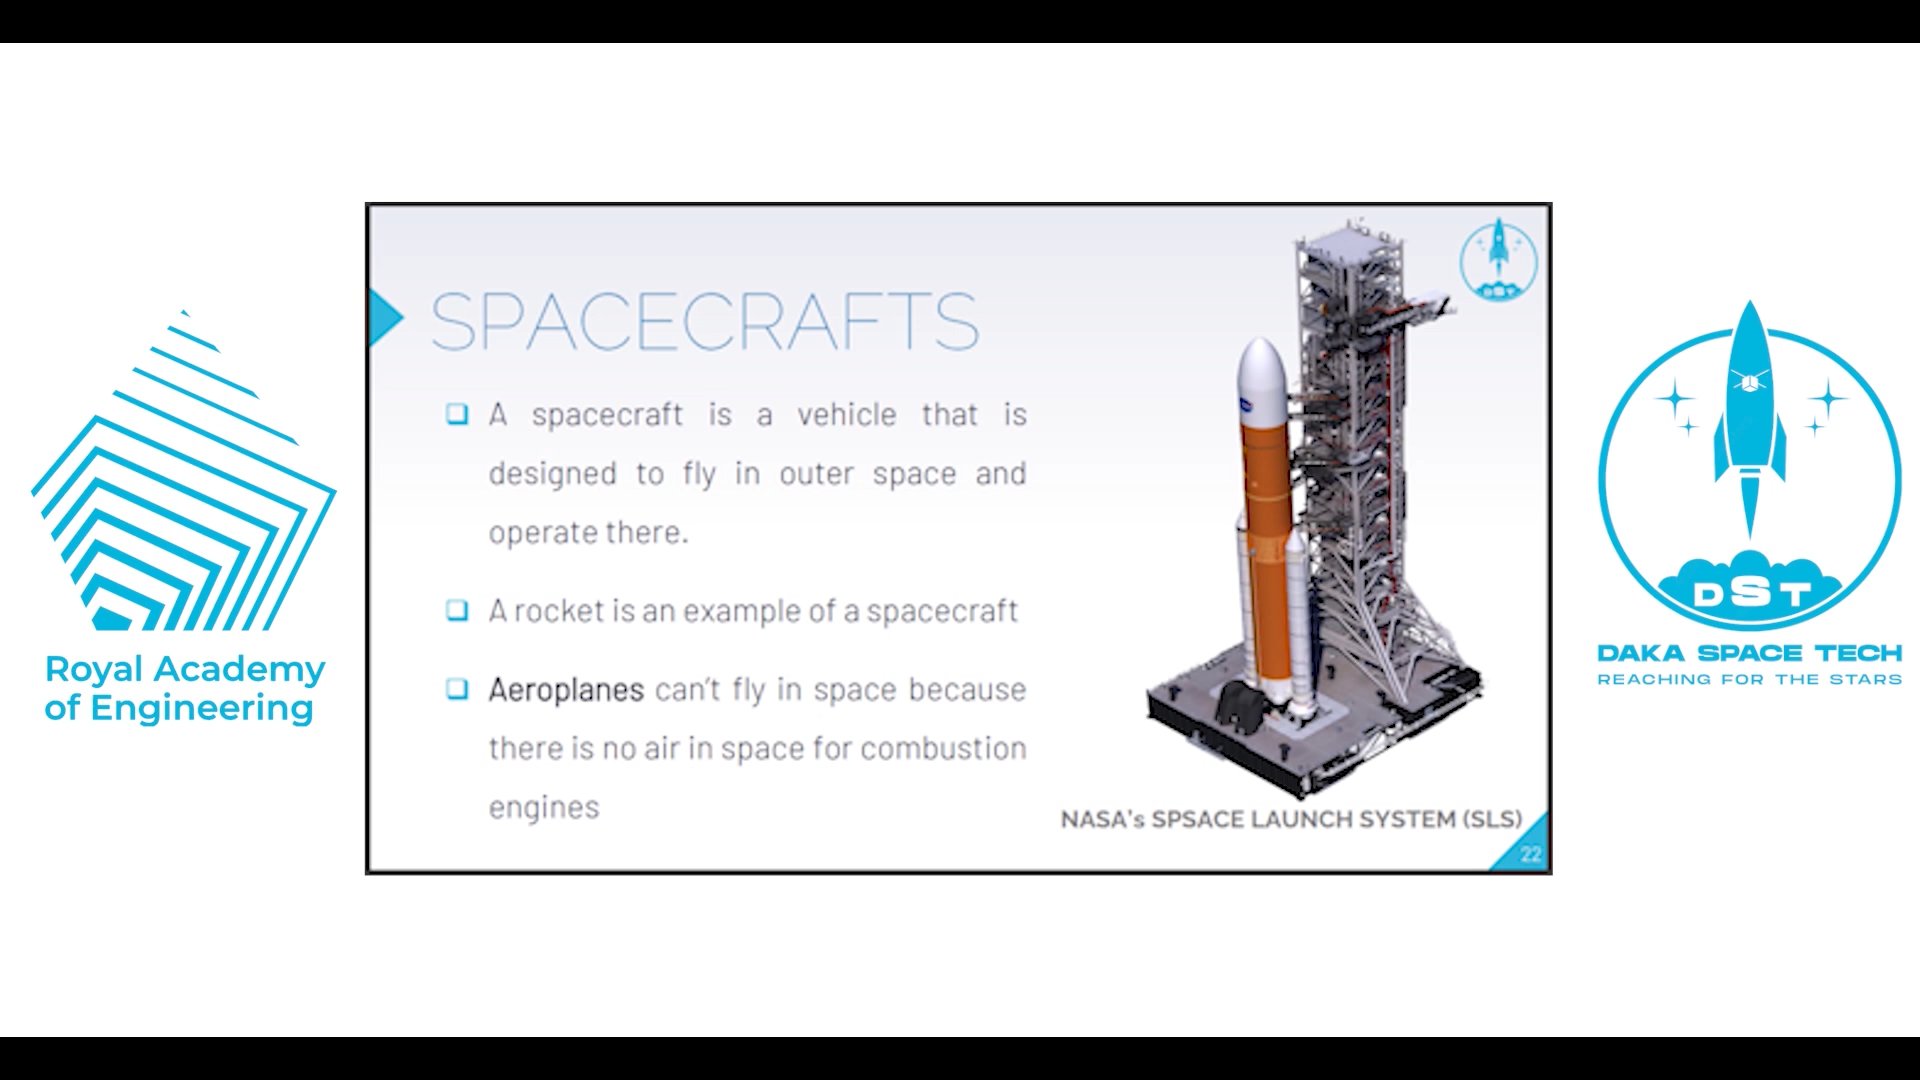 SPACECRAFTS
A spacecraft is a vehicle that is
designed to fly in outer space and
operate there.
A rocket is an example of a spacecraft
Aeroplanes can't fly in space because
there is no air in space for combustion
engines
NASA's SPSACE LAUNCH SYSTEM (SLS)
22
DST
Royal Academy
of Engineering
DST
DAKA SPACE TECH
REACHING FOR THE STARS